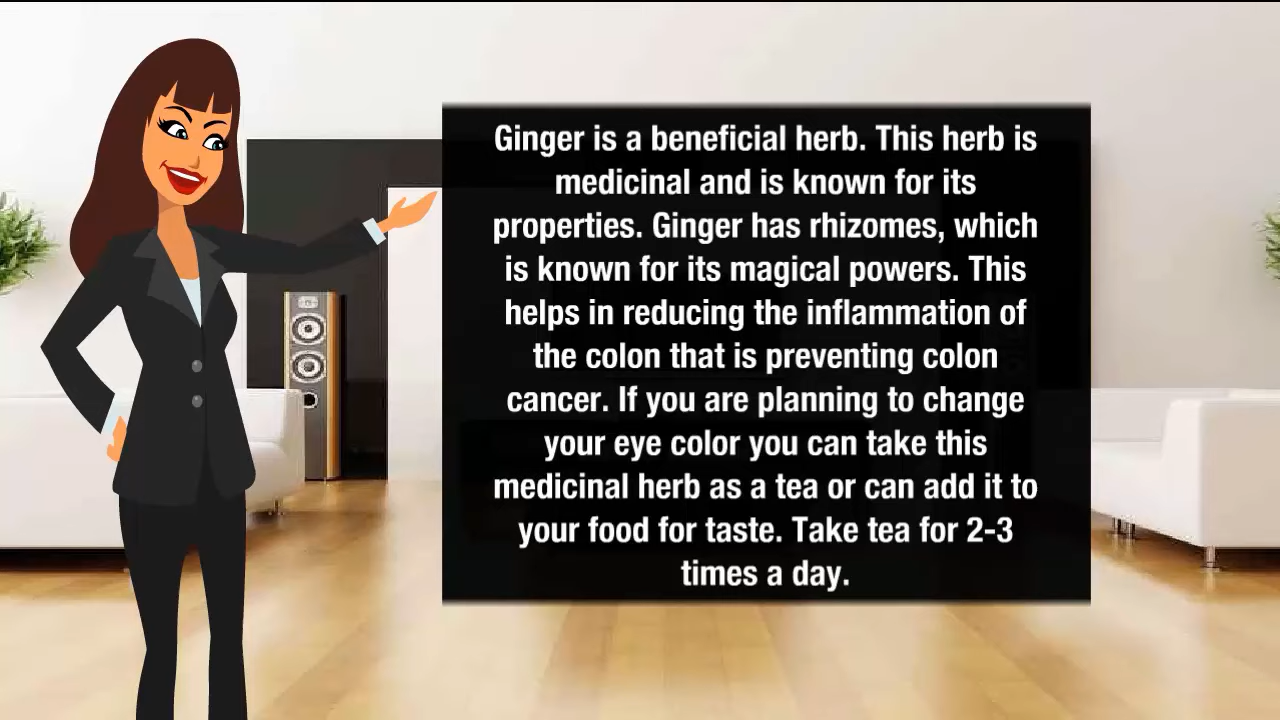 Ginger is a beneficial herb. This herb is
medicinal and is known for its
properties. Ginger has rhizomes, which
is known for its magical powers. This
helps in reducing the inflammation of
the colon that is preventing colon
cancer. If you are planning to change
your eye color you can take this
medicinal herb as a tea or can add it to
your food for taste. Take tea for 2-3
times a day.